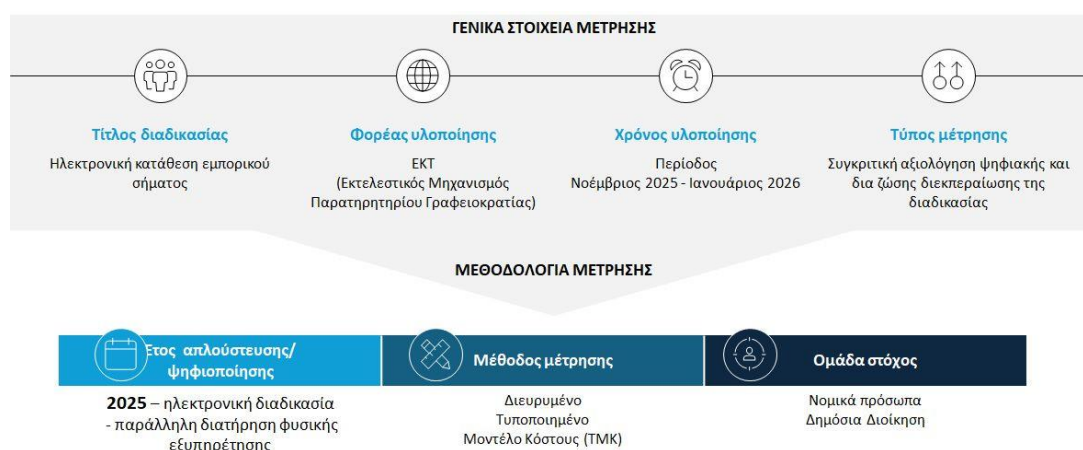 ΓΕΝΙΚΑ ΣΤΟΙΧΕΙΑ ΜΕΤΡΗΣΗΣ
Τίτλος διαδικασίας
Ηλεκτρονική κατάθεση εμπορικού
σήματος
Φορέας υλοποίησης
ΕΚΤ
(Εκτελεστικός Μηχανισμός
Παρατηρητηρίου Γραφειοκρατίας)
Χρόνος υλοποίησης
Περίοδος
Νοέμβριος 2025 - Ιανουάριος 2026
Τύπος μέτρησης
Συγκριτική αξιολόγηση ψηφιακής και
δια ζώσης διεκπεραίωσης της
διαδικασίας
ΜΕΘΟΔΟΛΟΓΙΑ ΜΕΤΡΗΣΗΣ
Έτος απλούστευσης/
ψηφιοποίησης
2025 – ηλεκτρονική διαδικασία
- παράλληλη διατήρηση φυσικής
εξυπηρέτησης
Μέθοδος μέτρησης
Διευρυμένο
Τυποποιημένο
Μοντέλο Κόστους (ΤΜΚ)
Ομάδα στόχος
Νομικά πρόσωπα
Δημόσια Διοίκηση